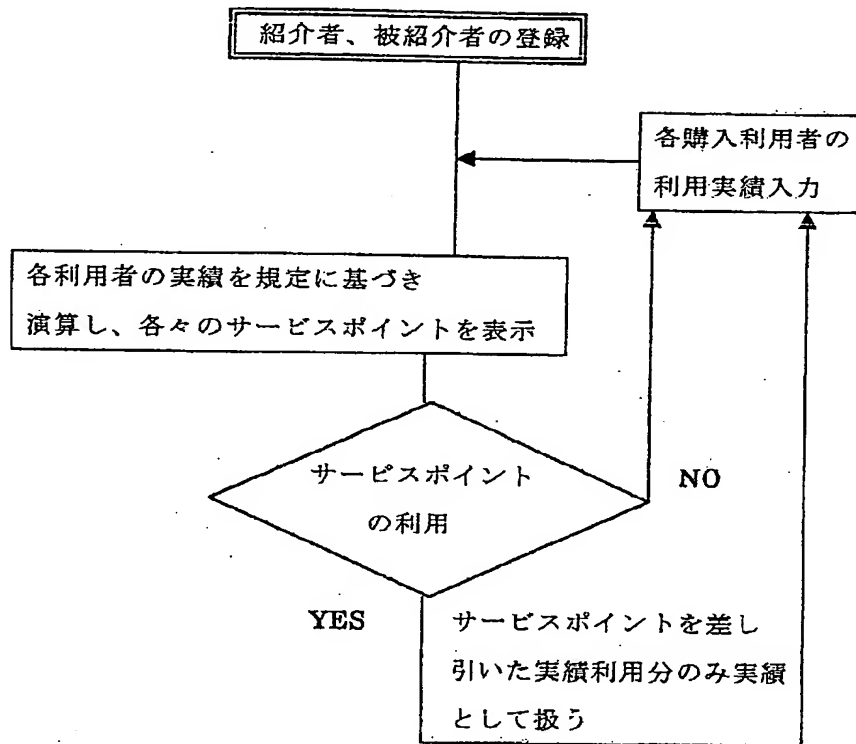 紹介者、被紹介者の登録
各購入利用者の
利用実績入力
各利用者の実績を規定に基づき
演算し、各々のサービスポイントを表示
サービスポイント
の利用
NO
YES
サービスポイントを差し
引いた実績利用分のみ実績
として扱う